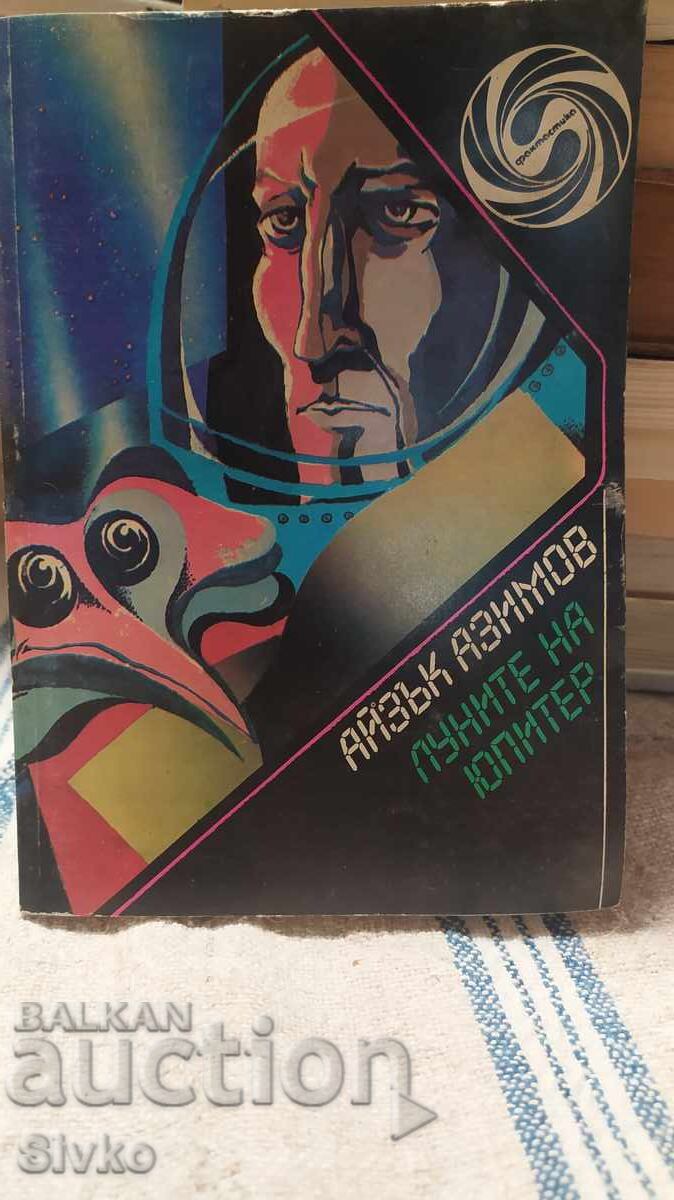 фантастика
АЙЗЪК АЗИМОВ
ЛУНИТЕ НА
ЮПИТЕР
BALKAN
auction
Sivko